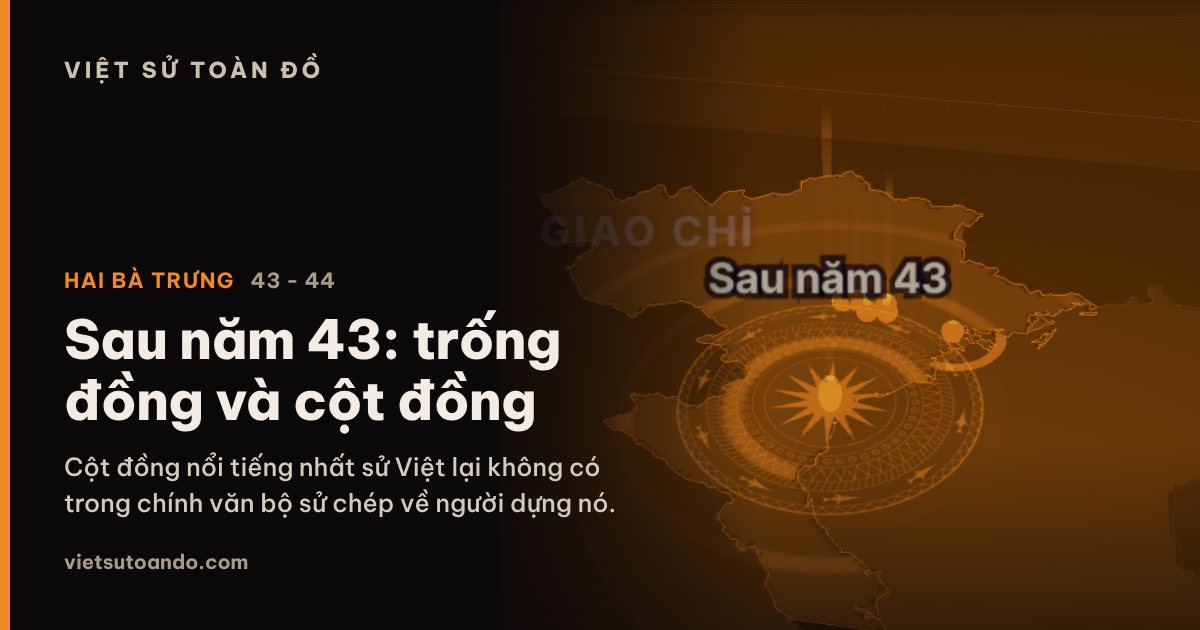 VIỆT SỬ TOÀN ĐỒ
GIAO CHỈ
Sau năm 43
HAI BÀ TRƯNG 43 - 44
Sau năm 43: trống
đồng và cột đồng
Cột đồng nổi tiếng nhất sử Việt lại không có
trong chính văn bộ sử chép về người dựng nó.
vietsutoando.com